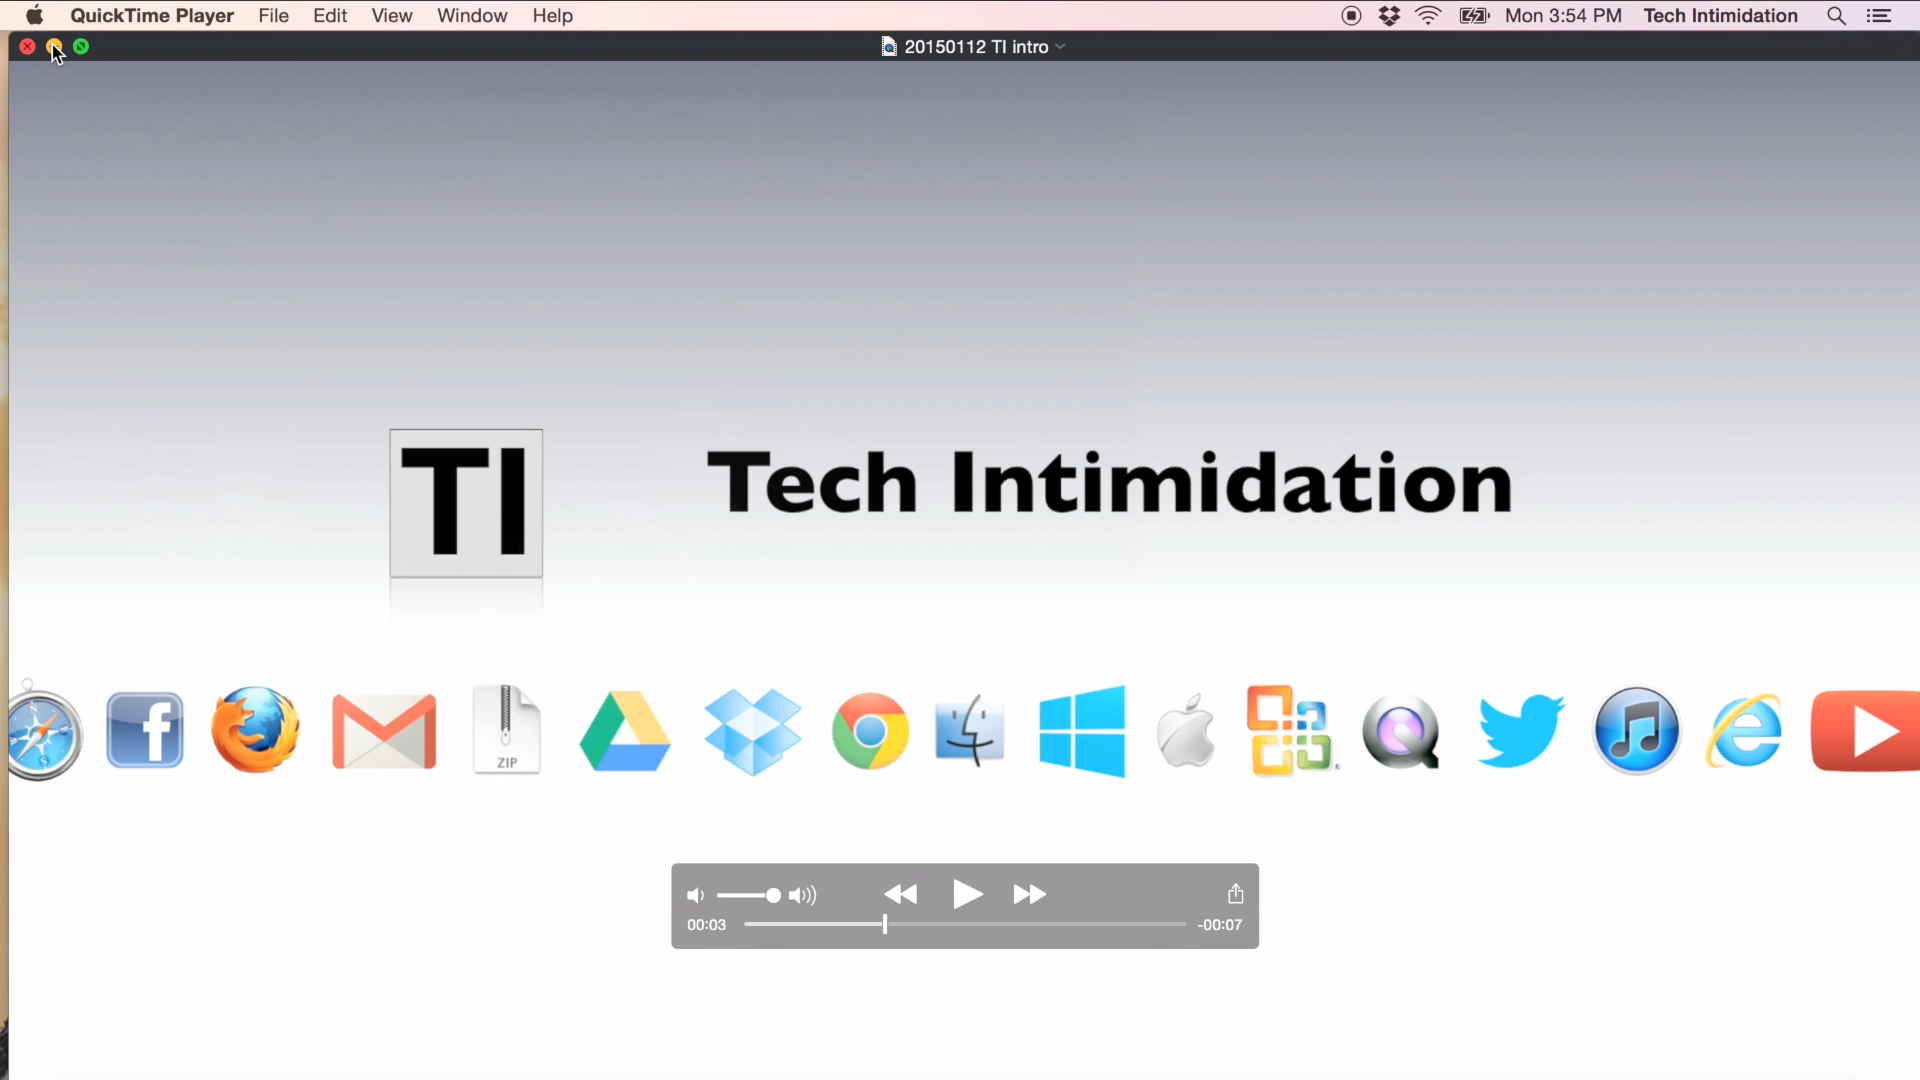 QuickTime Player File Edit View Window Help Mon 3:54 PM Tech Intimidation
20150112 TI intro
TI Tech Intimidation
f ZIP
00:03 -00:07